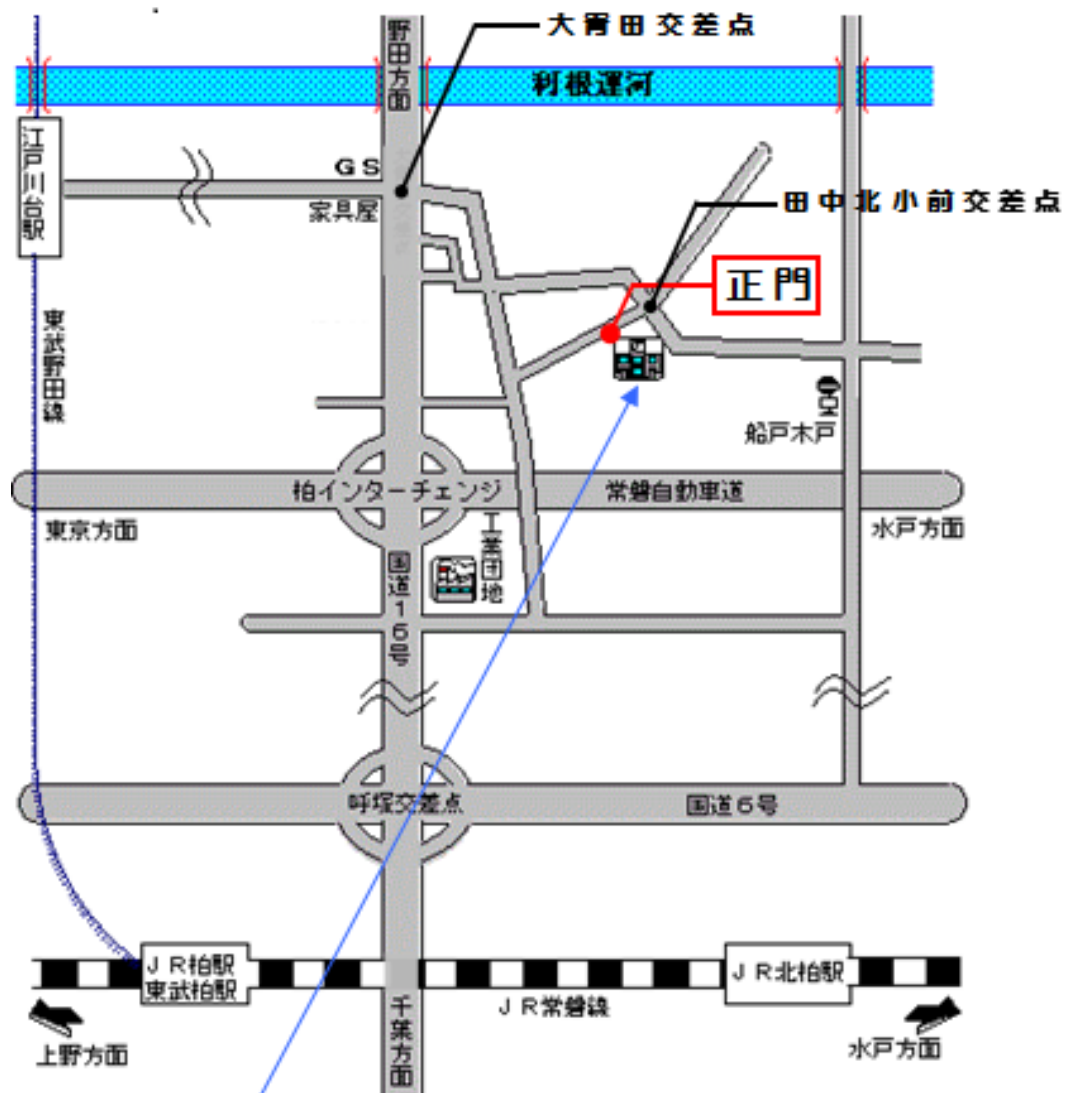 大青田交差点
野田方面
利根運河
江戸川台駅
GS
家具屋
田中北小前交差点
正門
東武野田線
船戸木戸
柏インターチェンジ
常磐自動車道
東京方面
水戸方面
工業団地
国道16号
呼塚交差点
国道6号
JR柏駅
東武柏駅
JR北柏駅
JR常磐線
千葉方面
上野方面
水戸方面